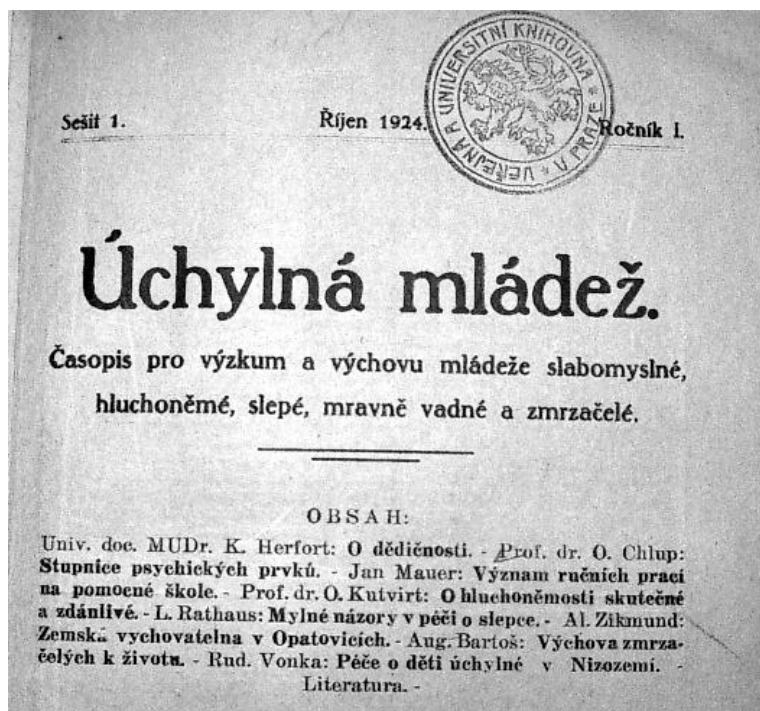 Sešit 1. Říjen 1924. Ročník I.
VEŘEJNÁ A UNIVERSITNÍ KNIHOVNA * V PRAZE *
Úchylná mládež.
Časopis pro výzkum a výchovu mládeže slabomyslné,
hluchoněmé, slepé, mravně vadné a zmrzačelé.
OBSAH:
Univ. doc. MUDr. K. Herfort: O dědičnosti. - Prof. dr. O. Chlup:
Stupnice psychických prvků. - Jan Mauer: Význam ručních prací
na pomocné škole. - Prof. dr. O. Kutvirt: O hluchoněmosti skutečné
a zdánlivé. - L. Rathaus: Mylné názory v péči o slepce. - Al. Zikmund:
Zemská vychovatelna v Opatovicích. - Aug. Bartoš: Výchova zmrza-
čelých k životu. - Rud. Vonka: Péče o děti úchylné v Nizozemí. -
Literatura. -